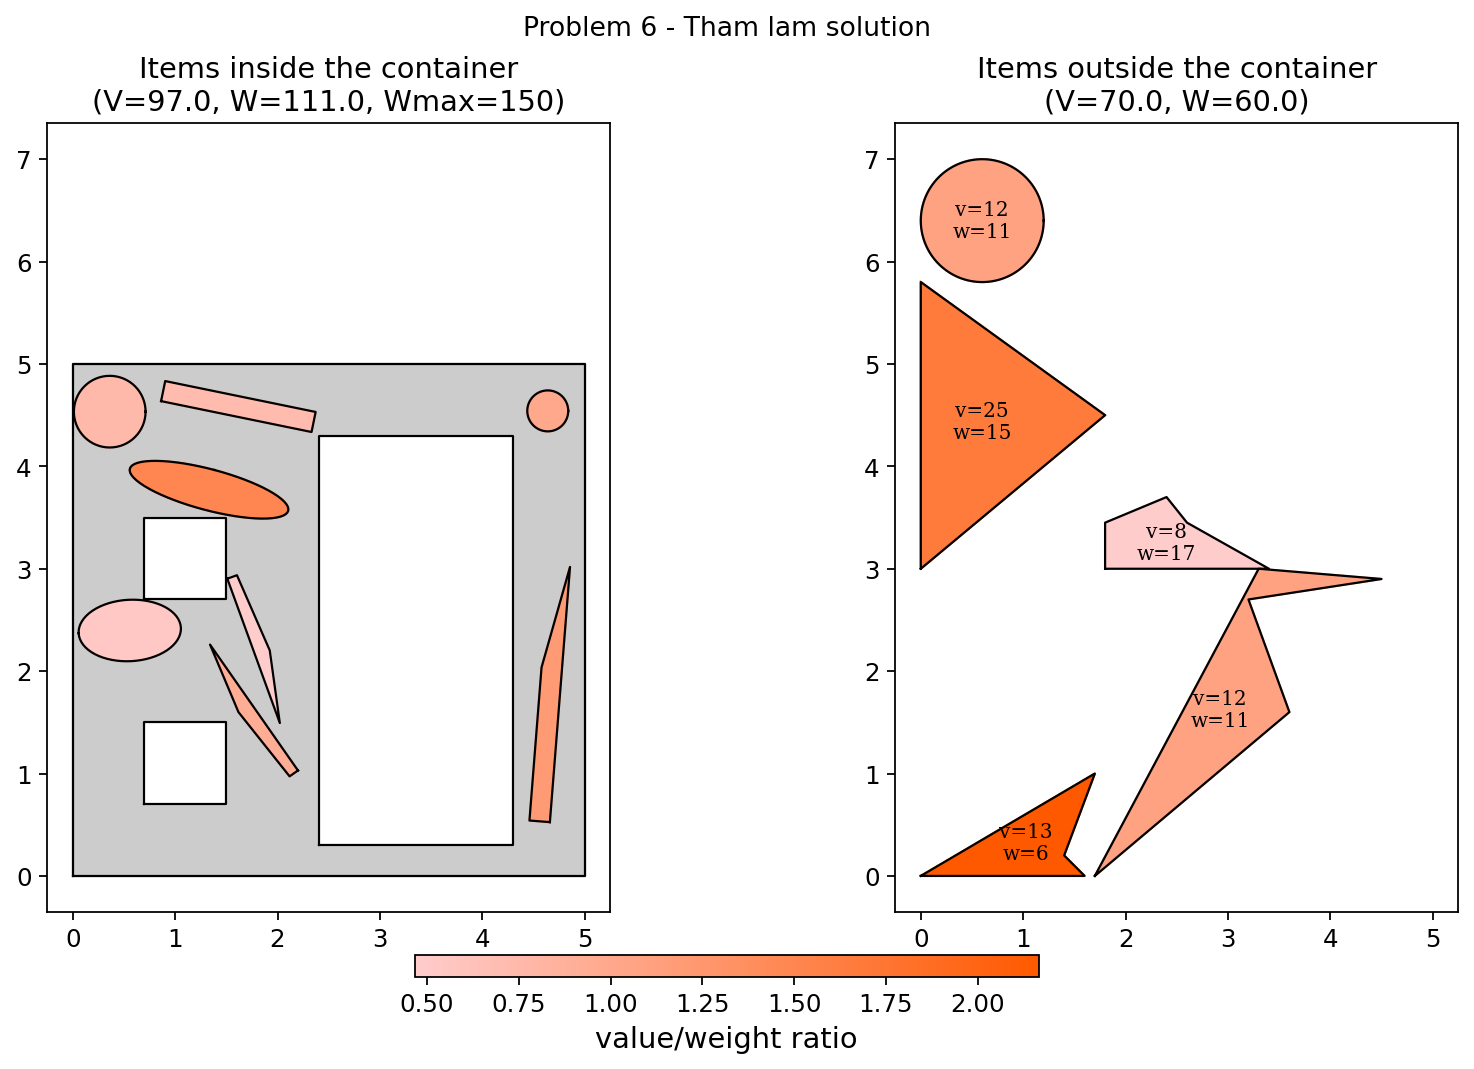 Problem 6 - Tham lam solution
Items inside the container
(V=97.0, W=111.0, Wmax=150)
7
6
5
4
3
2
1
0
0 1 2 3 4 5
Items outside the container
(V=70.0, W=60.0)
7
6
5
4
3
2
1
0
v=12
w=11
v=25
w=15
v=8
w=17
v=12
w=11
v=13
w=6
0 1 2 3 4 5
0.50 0.75 1.00 1.25 1.50 1.75 2.00
value/weight ratio